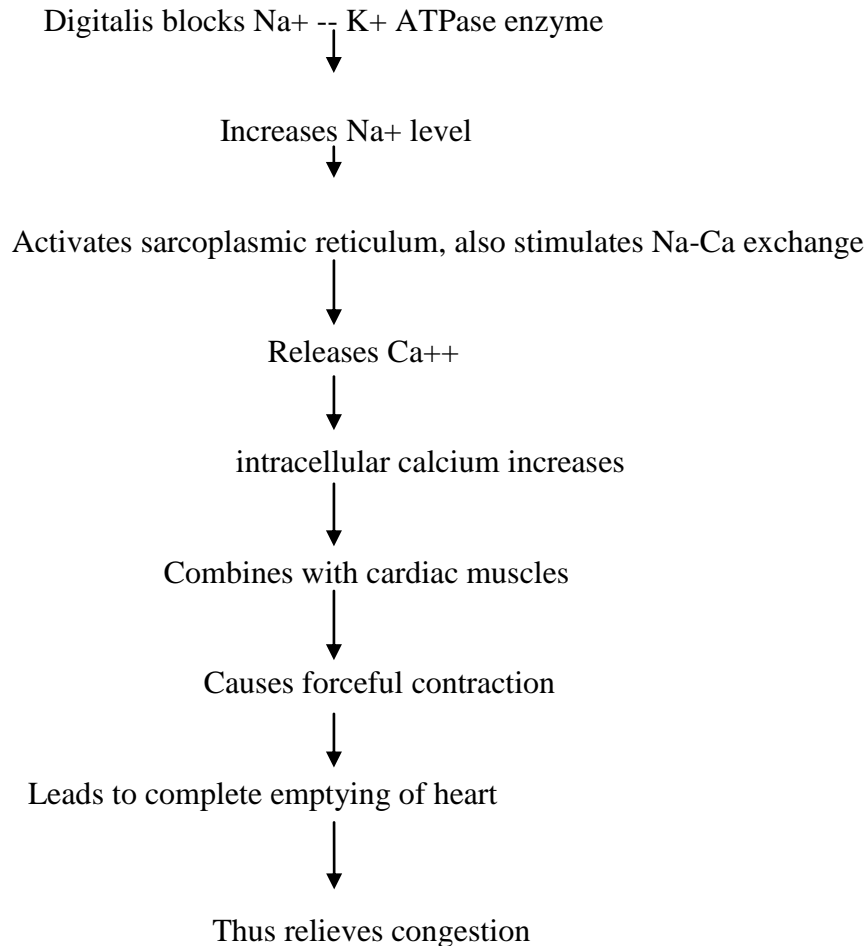 Digitalis blocks Na+ -- K+ ATPase enzyme
Increases Na+ level
Activates sarcoplasmic reticulum, also stimulates Na-Ca exchange
Releases Ca++
intracellular calcium increases
Combines with cardiac muscles
Causes forceful contraction
Leads to complete emptying of heart
Thus relieves congestion